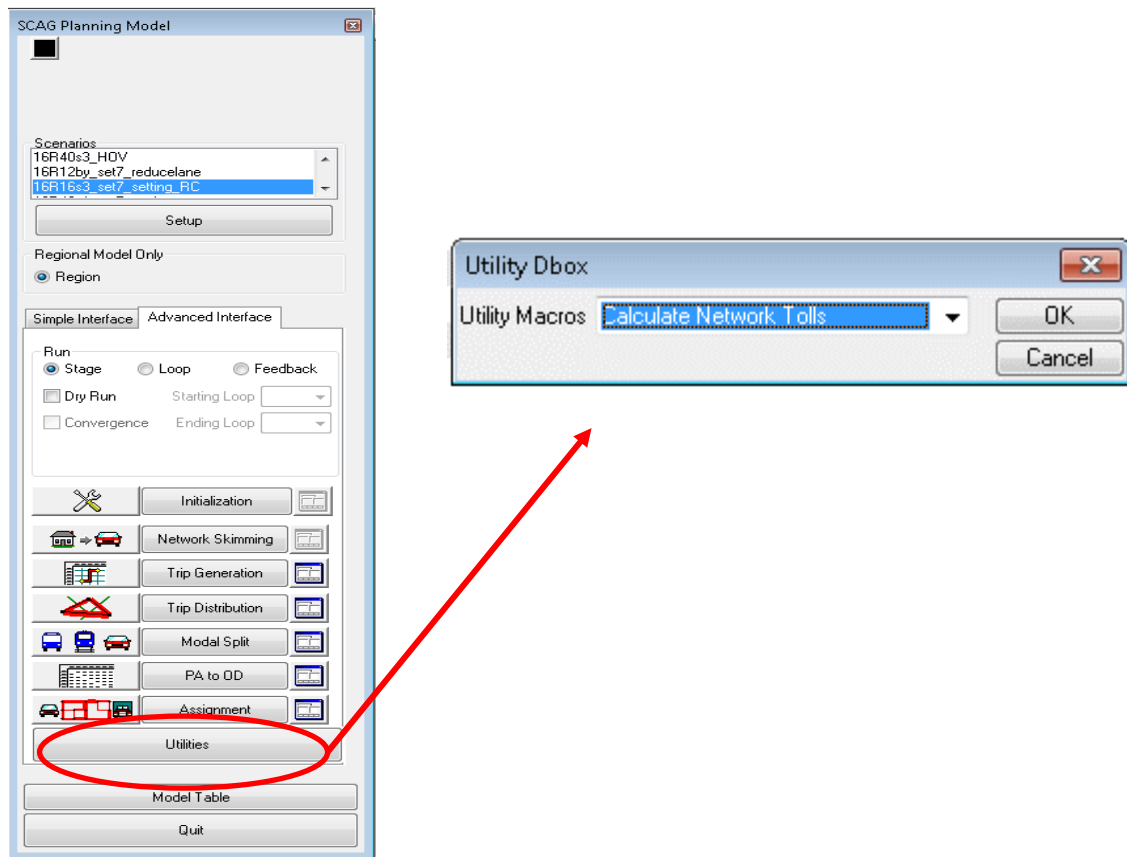 SCAG Planning Model
Scenarios
16R40s3_HOV
16R12by_set7_reducelane
16R16s3_set7_setting_RC
Setup
Regional Model Only
Region
Simple Interface Advanced Interface
Run
Stage Loop Feedback
Dry Run Starting Loop
Convergence Ending Loop
Initialization
Network Skimming
Trip Generation
Trip Distribution
Modal Split
PA to OD
Assignment
Utilities
Model Table
Quit
Utility Dbox
Utility Macros Calculate Network Tolls OK
Cancel